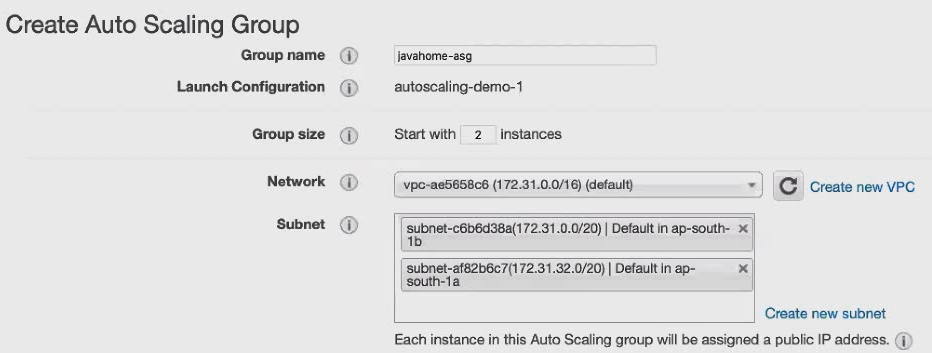 Create Auto Scaling Group
Group name i javahome-asg
Launch Configuration i autoscaling-demo-1
Group size i Start with 2 instances
Network i vpc-ae5658c6 (172.31.0.0/16) (default) Create new VPC
Subnet i subnet-c6b6d38a(172.31.0.0/20) | Default in ap-south- ×
1b
subnet-af82b6c7(172.31.32.0/20) | Default in ap- ×
south-1a
Create new subnet
Each instance in this Auto Scaling group will be assigned a public IP address. i